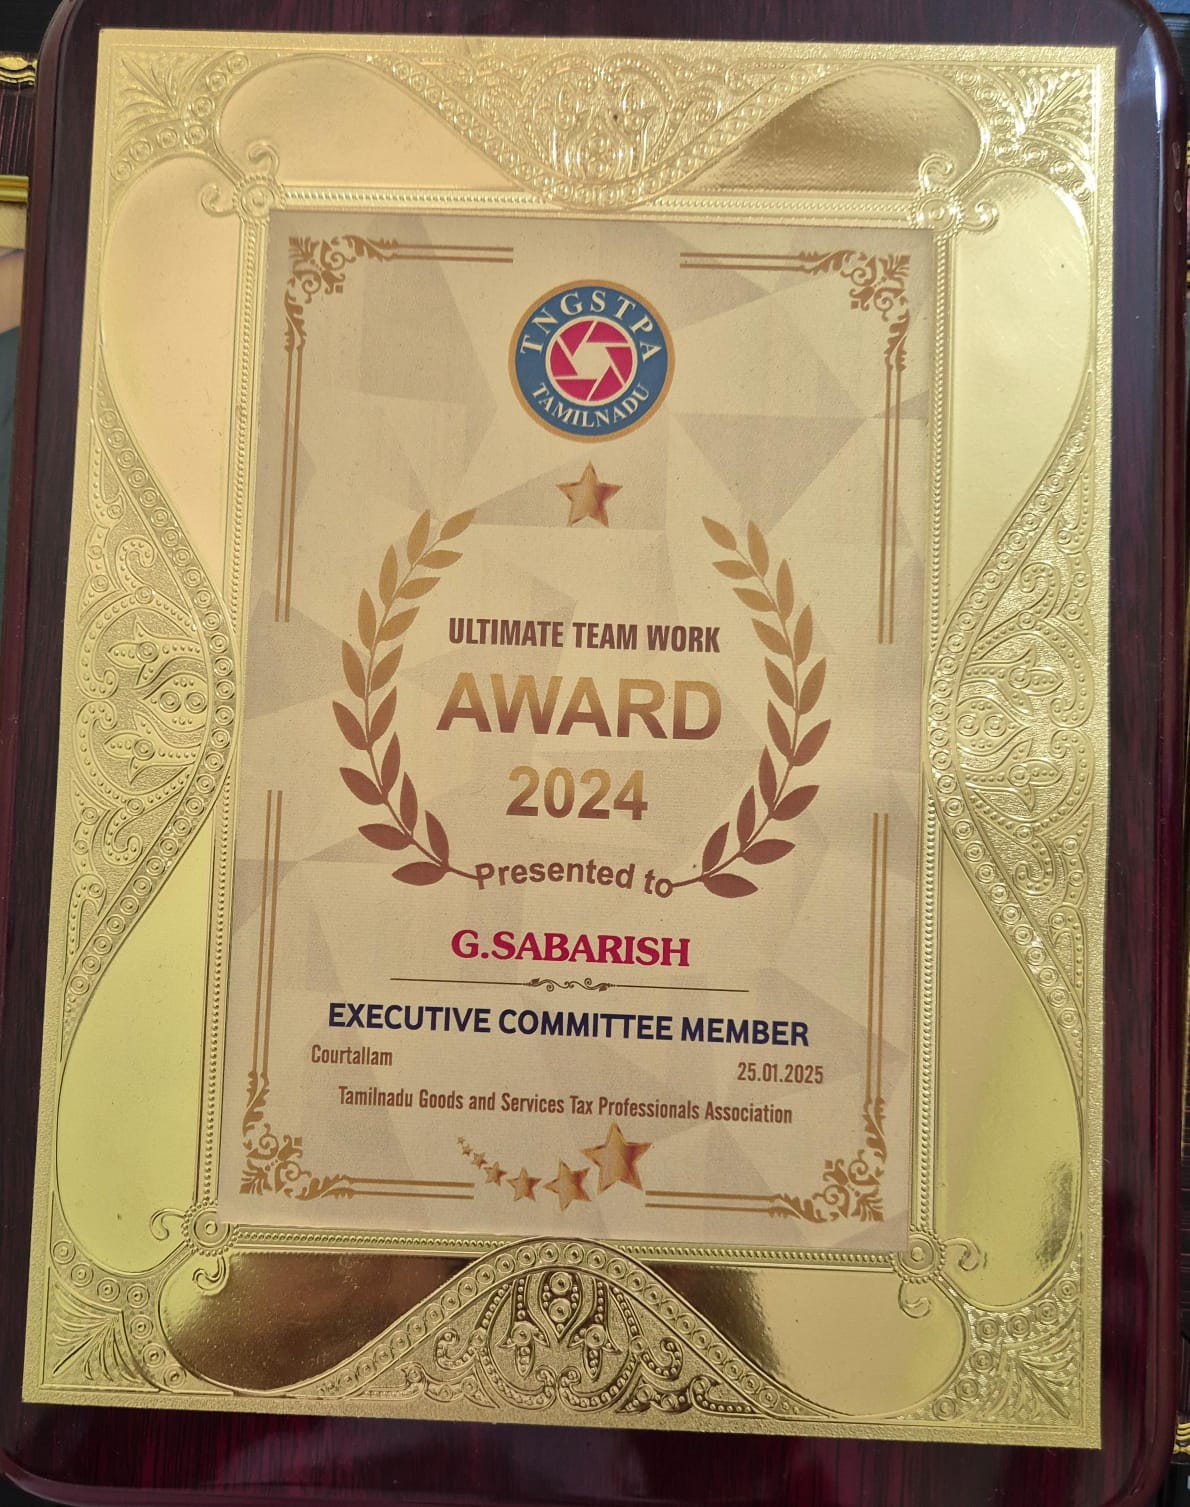 TNGSTPA
TAMILNADU
ULTIMATE TEAM WORK
AWARD
2024
Presented to
G.SABARISH
EXECUTIVE COMMITTEE MEMBER
Courtallam 25.01.2025
Tamilnadu Goods and Services Tax Professionals Association